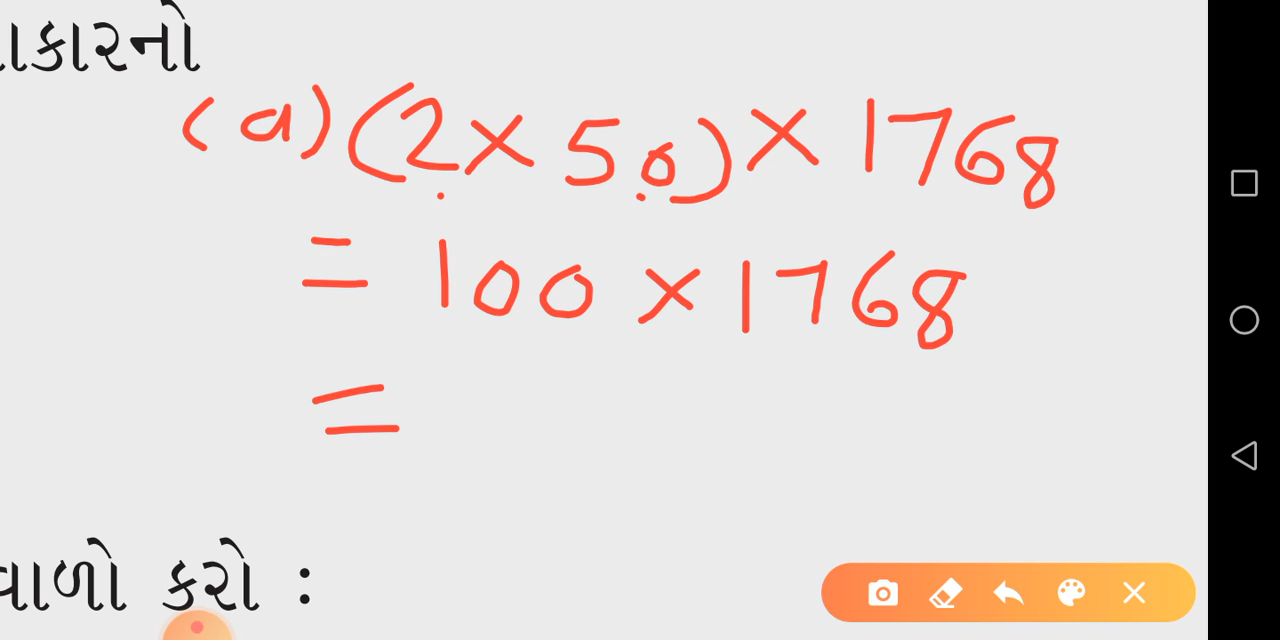 ાકારનો
(a) (2 × 50) × 1768
= 100 × 1768
=
વાળો કરો :